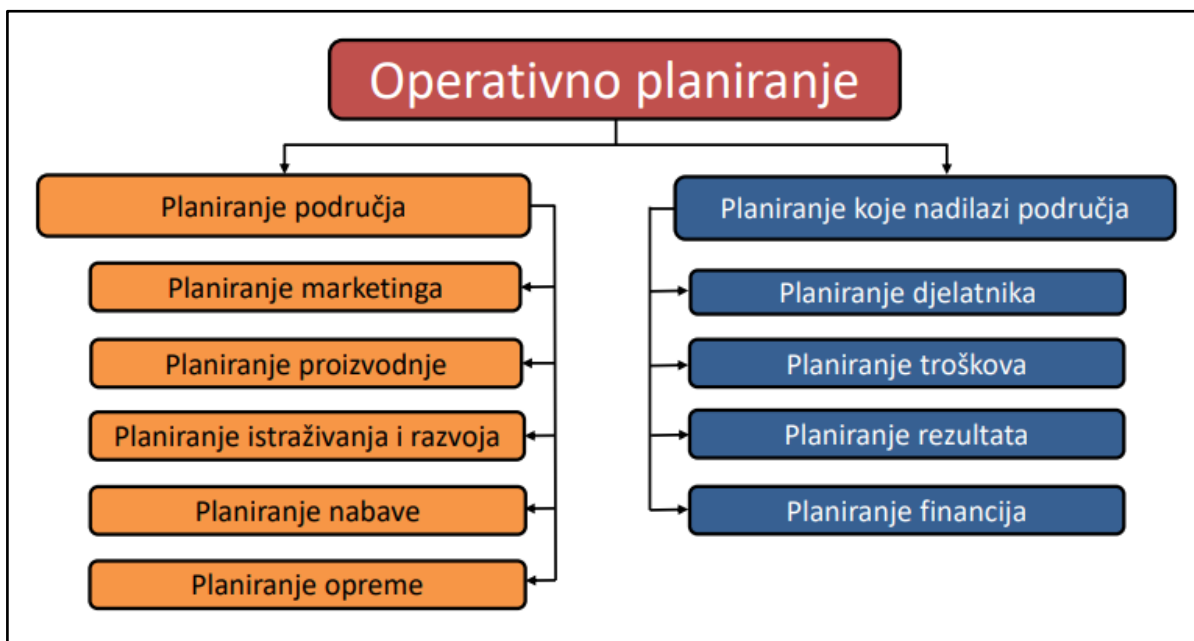 Operativno planiranje
Planiranje područja
Planiranje marketinga
Planiranje proizvodnje
Planiranje istraživanja i razvoja
Planiranje nabave
Planiranje opreme
Planiranje koje nadilazi područja
Planiranje djelatnika
Planiranje troškova
Planiranje rezultata
Planiranje financija